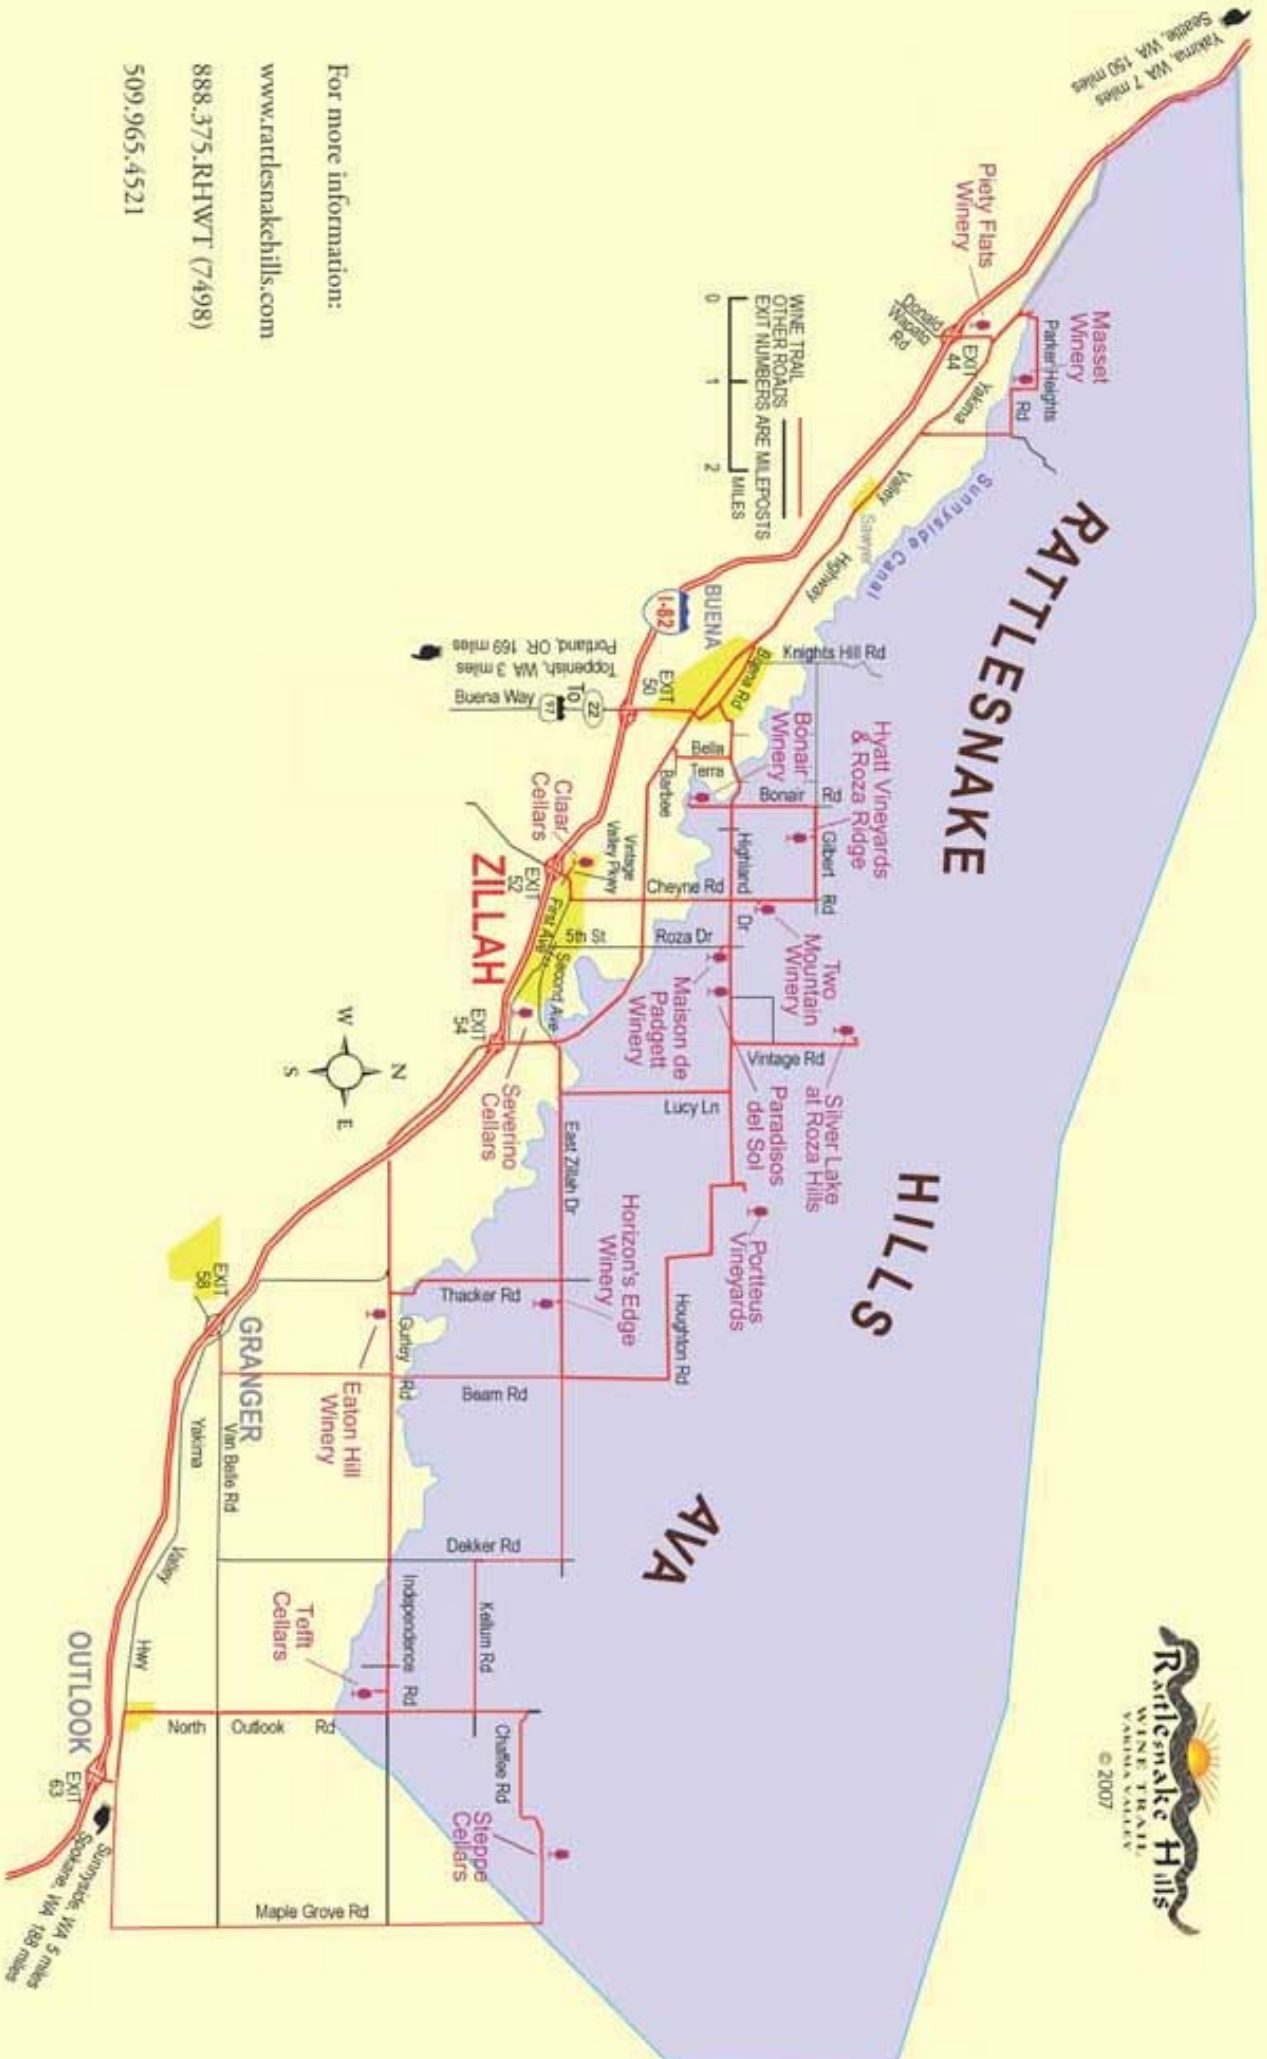 Yakima, WA 7 miles
Seattle, WA 150 miles
Piety Flats
Winery
Masset
Winery
Parker Heights
Rd
Donald
Wapato
Rd
EXIT
44
Yakima
Valley
Highway
Sawyer
Sunnyside Canal
RATTLESNAKE
HILLS
AVA
Rattlesnake Hills
WINE TRAIL
YAKIMA VALLEY
© 2007
WINE TRAIL
OTHER ROADS
EXIT NUMBERS ARE MILEPOSTS
0 1 2 MILES
BUENA
I-82
Knights Hill Rd
Buena Rd
EXIT
50
Toppenish, WA 3 miles
Portland, OR 169 miles
Buena Way
To
22
97
Bella
Terra
Barbee
Bonair
Winery
Bonair Rd
Hyatt Vineyards
& Roza Ridge
Gilbert Rd
Highland Dr
Claar
Cellars
Vintage
Valley Pkwy
Cheyne Rd
Two
Mountain
Winery
EXIT
52
ZILLAH
First Ave
5th St
Second Ave
Roza Dr
Maison de
Padgett
Winery
Silver Lake
at Roza Hills
Vintage Rd
Paradisos
del Sol
EXIT
54
Severino
Cellars
Lucy Ln
East Zillah Dr
Portteus
Vineyards
Horizon's Edge
Winery
Houghton Rd
Thacker Rd
Gurley Rd
Beam Rd
Eaton Hill
Winery
EXIT
58
GRANGER
Van Belle Rd
Yakima
Valley
Hwy
Dekker Rd
Independence Rd
Kellum Rd
Tefft
Cellars
OUTLOOK
North Outlook Rd
Chaffee Rd
Steppe
Cellars
EXIT
63
Maple Grove Rd
Sunnyside, WA 5 miles
Spokane, WA 188 miles
N
W
E
S
For more information:
www.rattlesnakehills.com
888.375.RHWT (7498)
509.965.4521